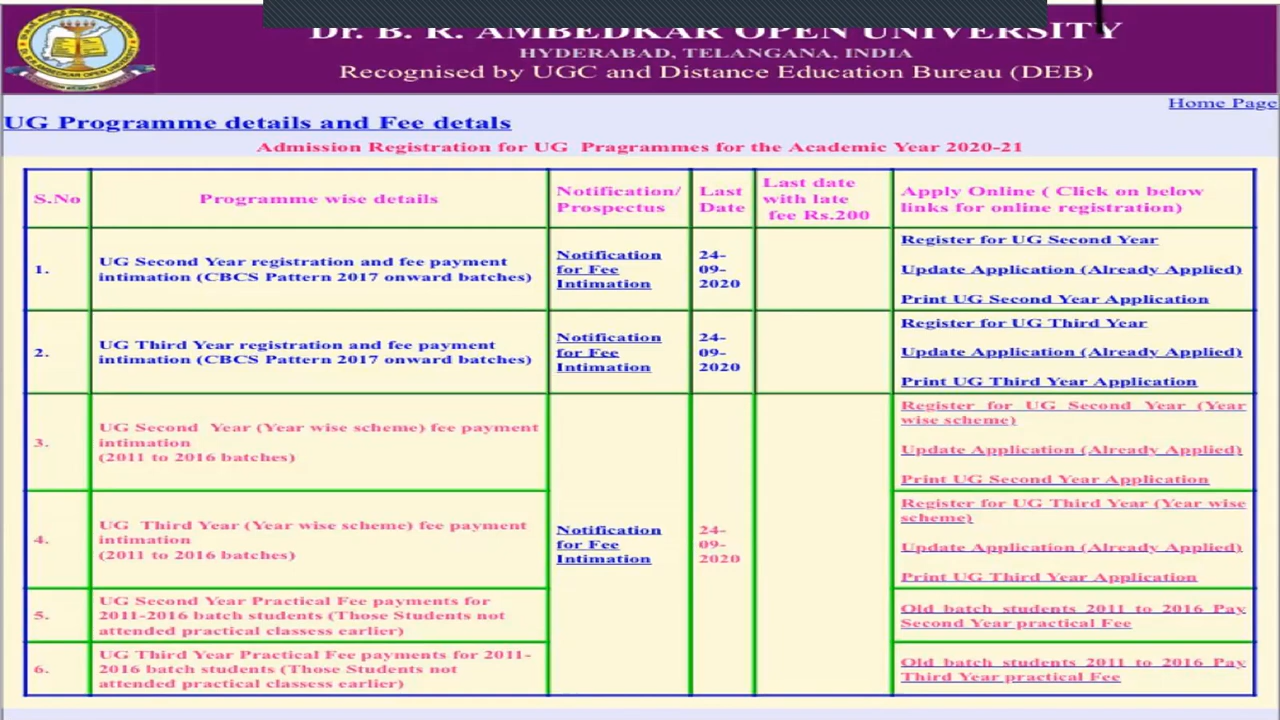 Dr. B. R. AMBEDKAR OPEN UNIVERSITY
HYDERABAD, TELANGANA, INDIA
Recognised by UGC and Distance Education Bureau (DEB)
Home Page
UG Programme details and Fee detals
Admission Registration for UG Pragrammes for the Academic Year 2020-21
S.No
Programme wise details
Notification/
Prospectus
Last
Date
Last date
with late
fee Rs.200
Apply Online ( Click on below
links for online registration)
1.
UG Second Year registration and fee payment
intimation (CBCS Pattern 2017 onward batches)
Notification
for Fee
Intimation
24-
09-
2020
Register for UG Second Year
Update Application (Already Applied)
Print UG Second Year Application
2.
UG Third Year registration and fee payment
intimation (CBCS Pattern 2017 onward batches)
Notification
for Fee
Intimation
24-
09-
2020
Register for UG Third Year
Update Application (Already Applied)
Print UG Third Year Application
3.
UG Second Year (Year wise scheme) fee payment
intimation
(2011 to 2016 batches)
Register for UG Second Year (Year
wise scheme)
Update Application (Already Applied)
Print UG Second Year Application
4.
UG Third Year (Year wise scheme) fee payment
intimation
(2011 to 2016 batches)
Notification
for Fee
Intimation
24-
09-
2020
Register for UG Third Year (Year wise
scheme)
Update Application (Already Applied)
Print UG Third Year Application
5.
UG Second Year Practical Fee payments for
2011-2016 batch students (Those Students not
attended practical classess earlier)
Old batch students 2011 to 2016 Pay
Second Year practical Fee
6.
UG Third Year Practical Fee payments for 2011-
2016 batch students (Those Students not
attended practical classess earlier)
Old batch students 2011 to 2016 Pay
Third Year practical Fee